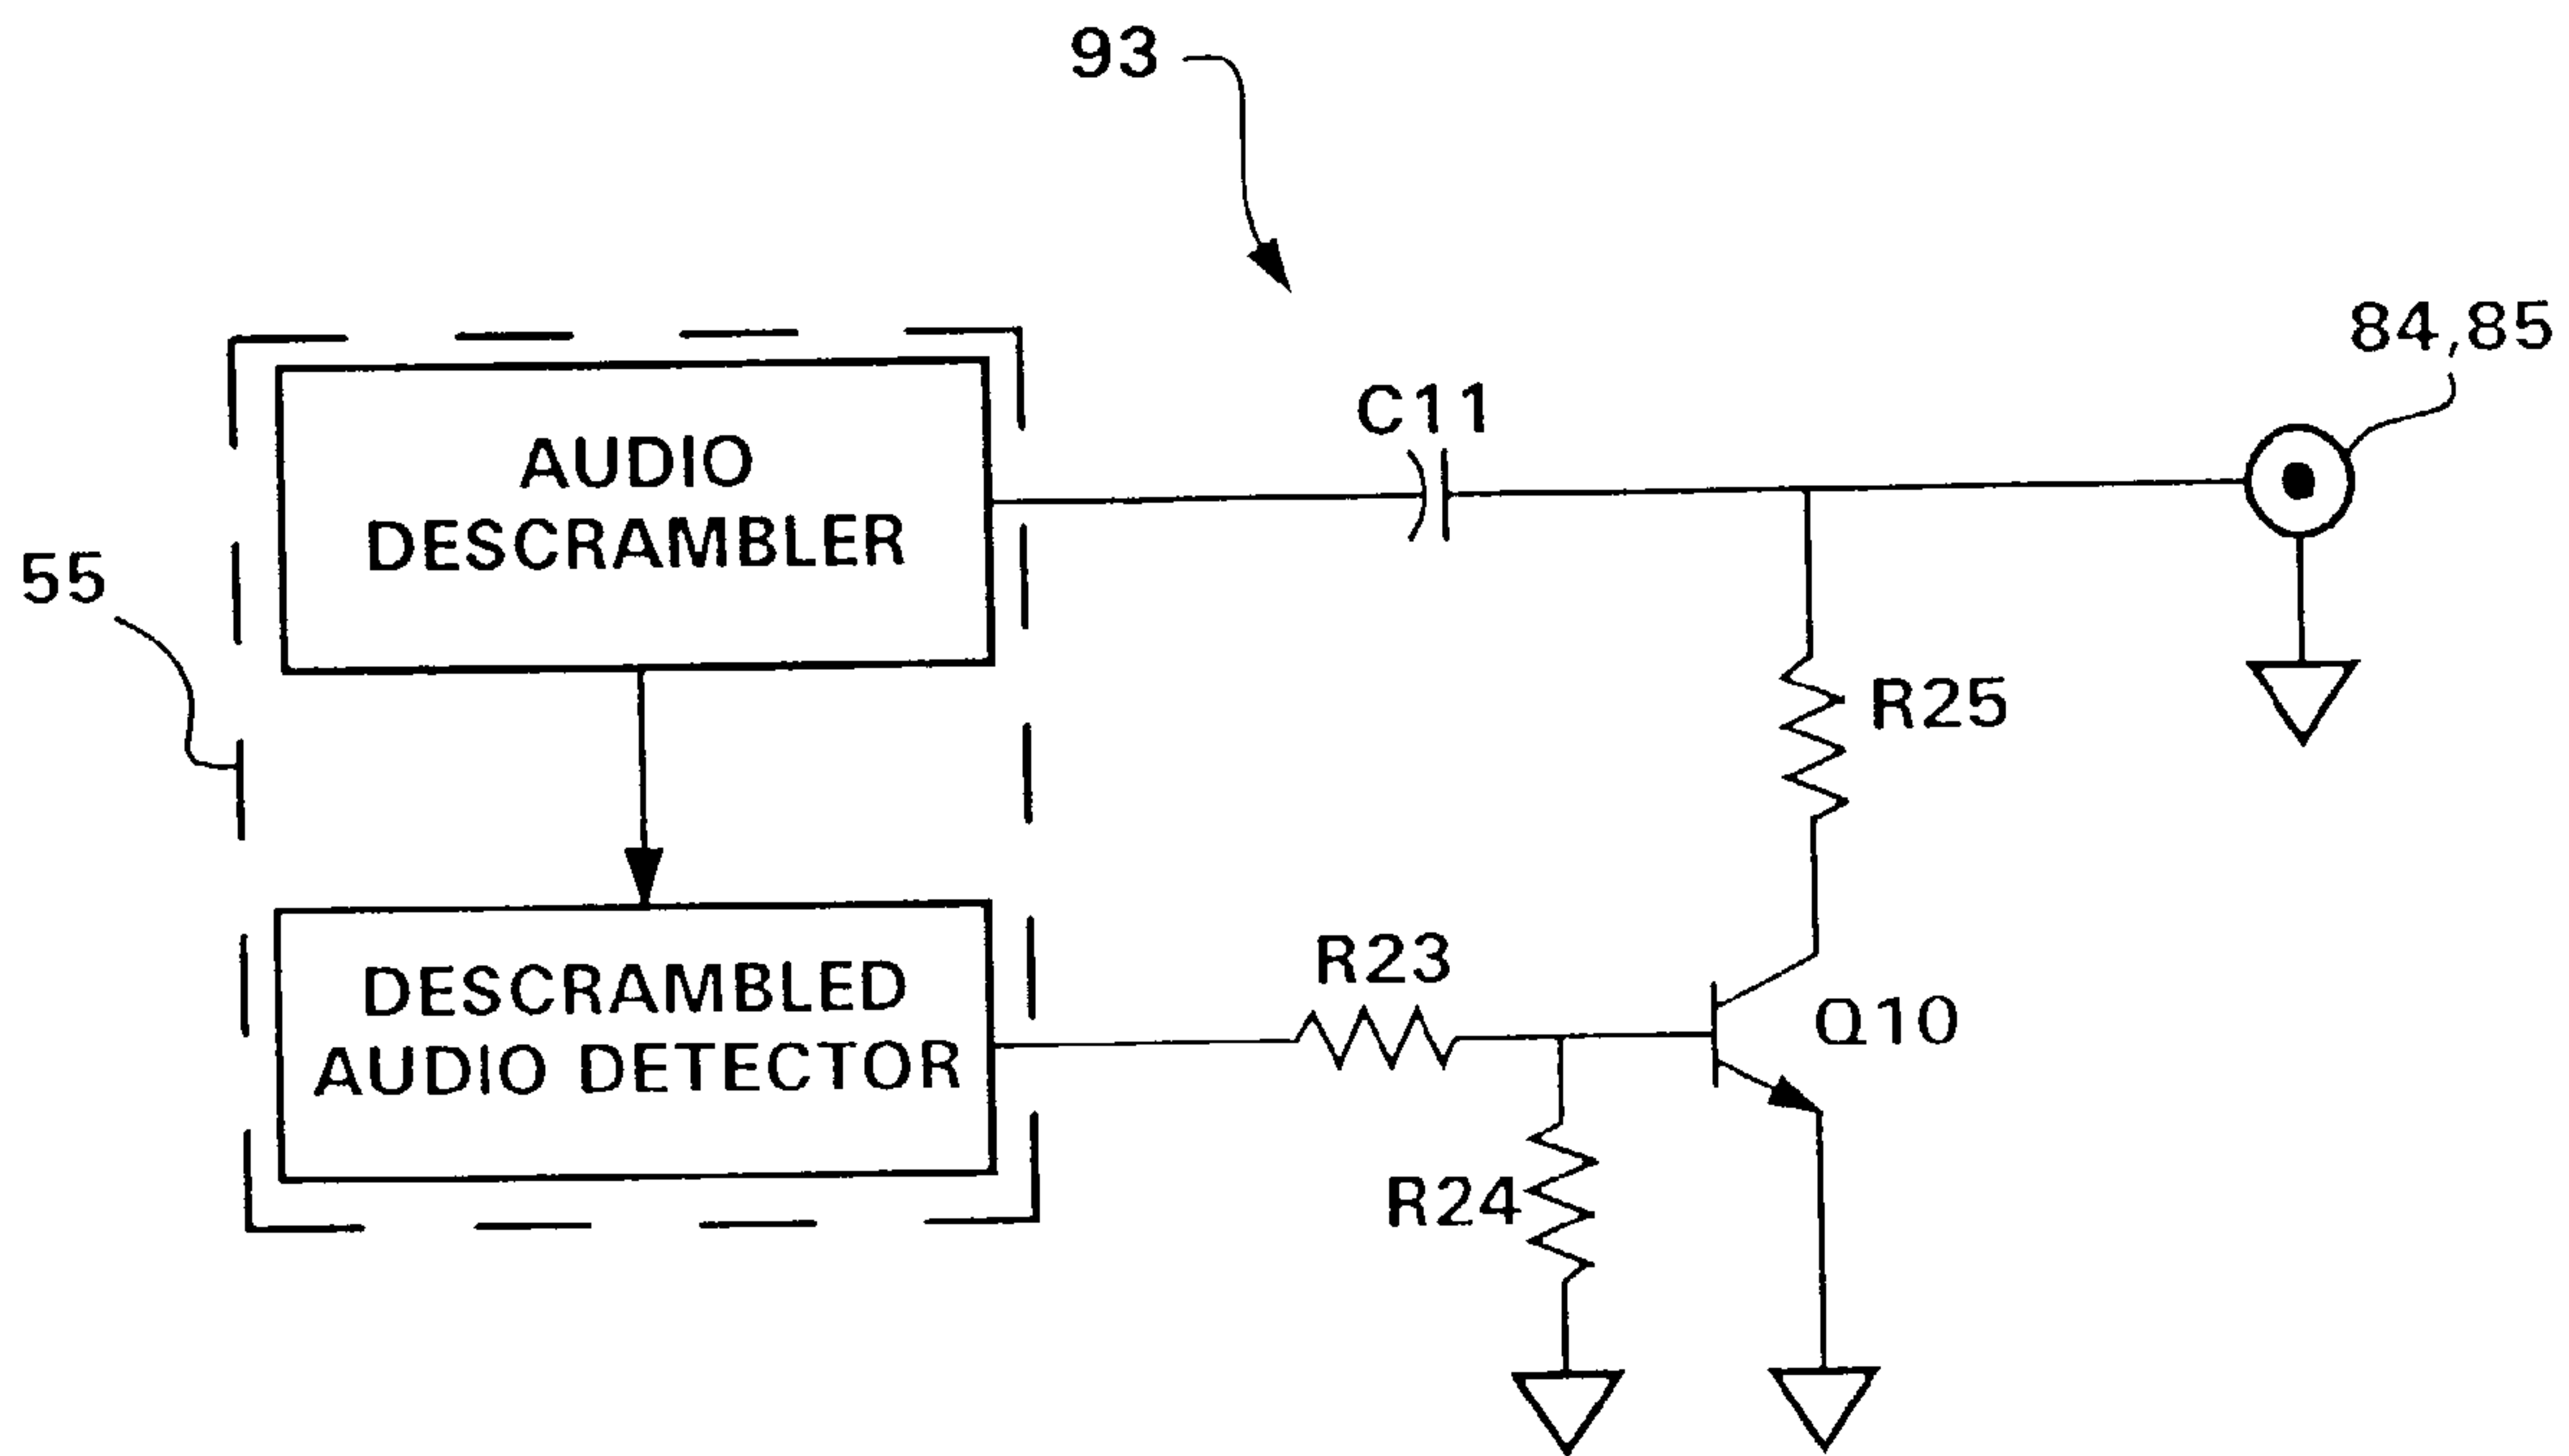 93
84,85
C11
AUDIO
DESCRAMBLER
55
R25
R23
DESCRAMBLED
AUDIO DETECTOR
Q10
R24